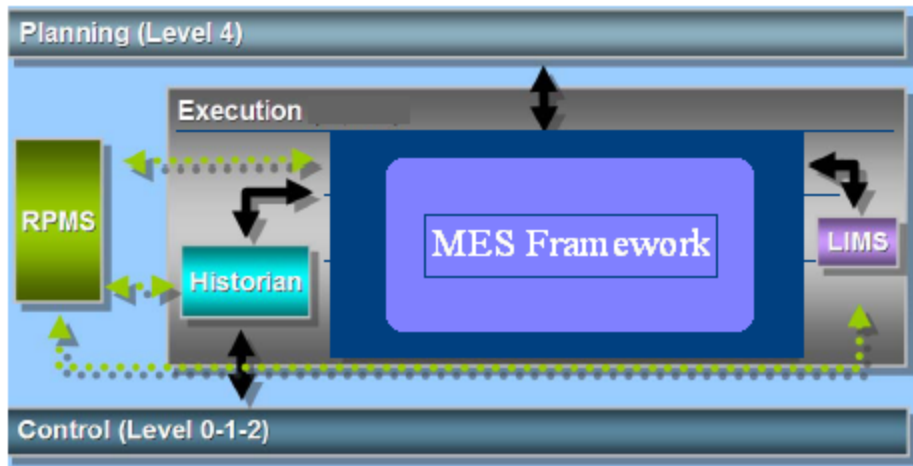 Planning (Level 4)
Execution
RPMS
MES Framework
LIMS
Historian
Control (Level 0-1-2)